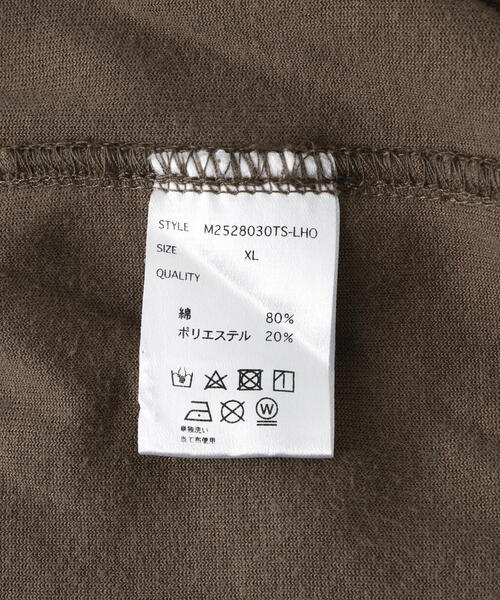 STYLE M2528030TS-LHO
SIZE XL
QUALITY
綿 80%
ポリエステル 20%
W
単独洗い
当て布使用